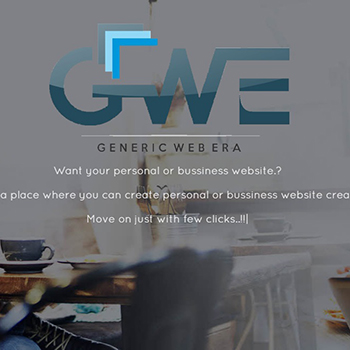 GWE
GENERIC WEB ERA
Want your personal or bussiness website.?
a place where you can create personal or bussiness website crea
Move on just with few clicks..!!|